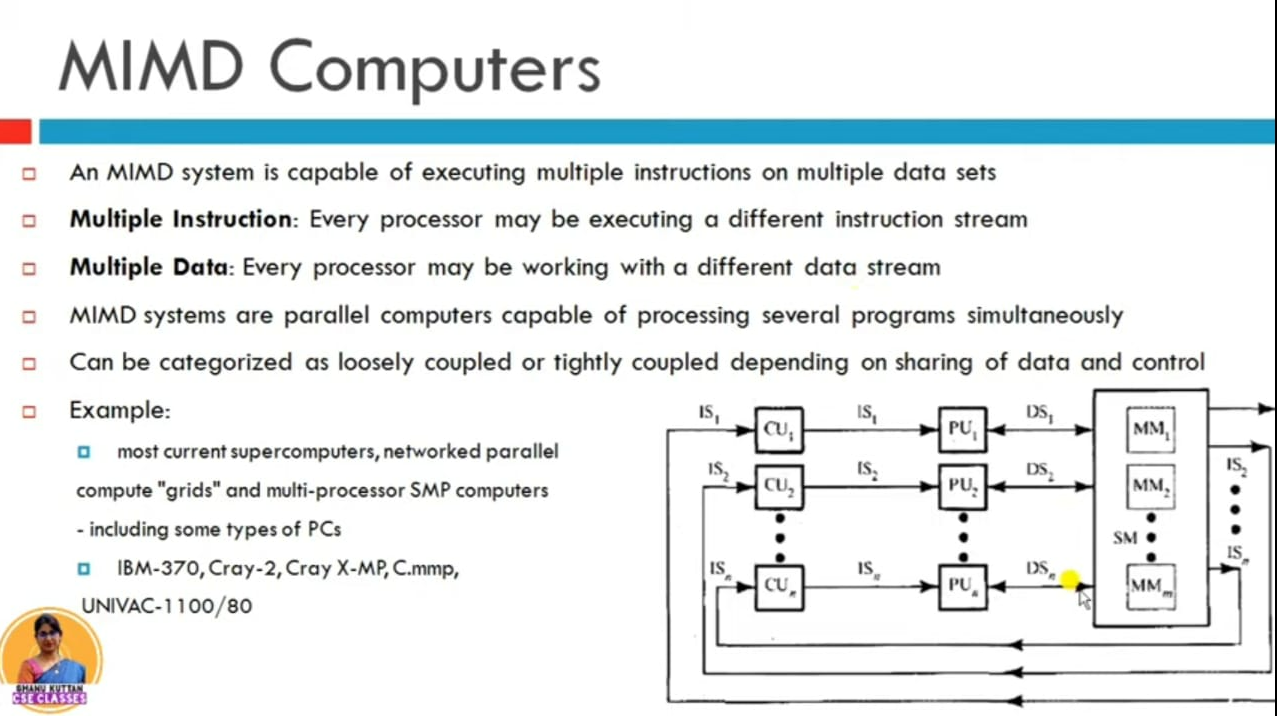 MIMD Computers
An MIMD system is capable of executing multiple instructions on multiple data sets
Multiple Instruction: Every processor may be executing a different instruction stream
Multiple Data: Every processor may be working with a different data stream
MIMD systems are parallel computers capable of processing several programs simultaneously
Can be categorized as loosely coupled or tightly coupled depending on sharing of data and control
Example:
most current supercomputers, networked parallel
compute "grids" and multi-processor SMP computers
- including some types of PCs
IBM-370, Cray-2, Cray X-MP, C.mmp,
UNIVAC-1100/80
IS₁ CU₁ IS₁ PU₁ DS₁ MM₁
IS₂ CU₂ IS₂ PU₂ DS₂ MM₂ IS₂
SM
ISₙ CUₙ ISₙ PUₙ DSₙ MMₘ ISₙ
SHANU KUTTAN
CSE CLASSES